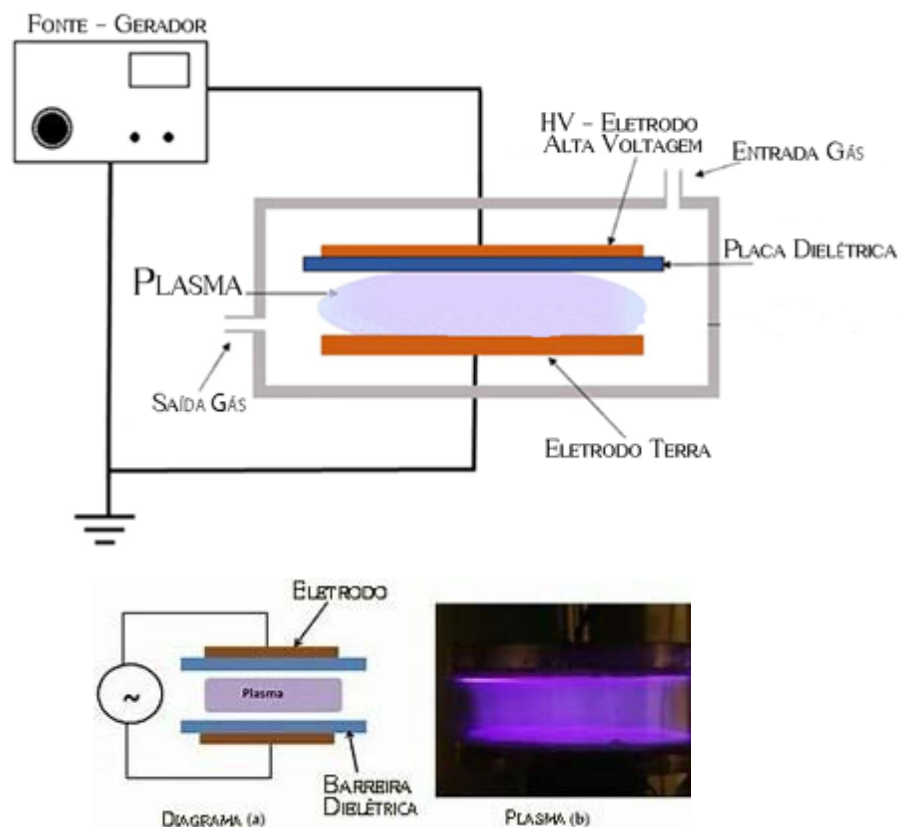 Fonte - Gerador
HV - Eletrodo
Alta Voltagem
Entrada Gás
Placa Dielétrica
Plasma
Saída Gás
Eletrodo Terra
Eletrodo
~
Plasma
Barreira
Dielétrica
Diagrama (a)
Plasma (b)